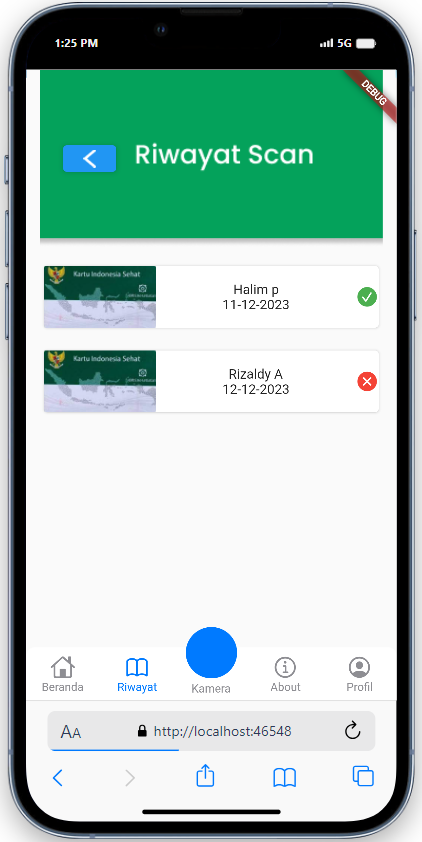 1:25 PM
5G
DEBUG
Riwayat Scan
Kartu Indonesia Sehat
Halim p
11-12-2023
Kartu Indonesia Sehat
Rizaldy A
12-12-2023
Beranda
Riwayat
Kamera
About
Profil
AA
http://localhost:46548